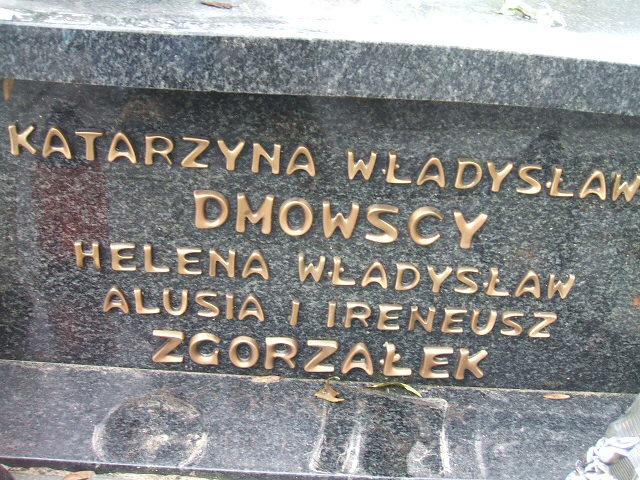 KATARZYNA WŁADYSŁAW
DMOWSCY
HELENA WŁADYSŁAW
ALUSIA I IRENEUSZ
ZGORZAŁEK